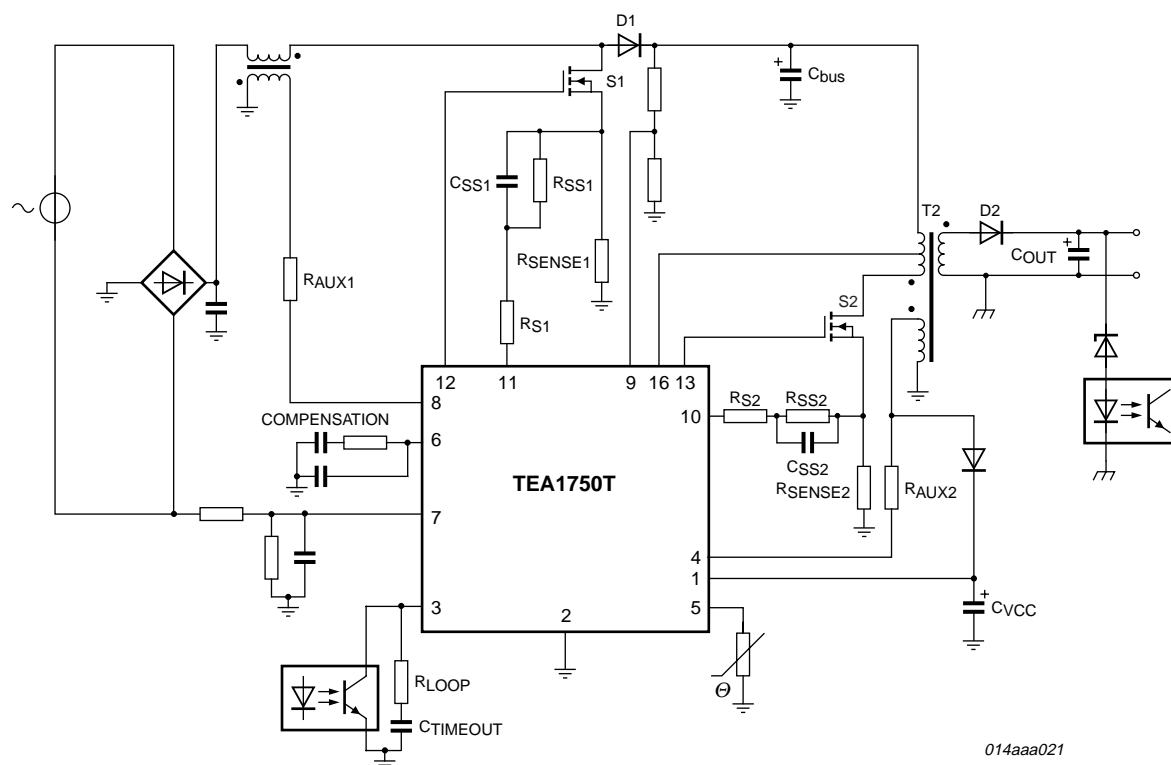 D1
S1
Cbus
CSS1
RSS1
T2
D2
~
RSENSE1
COUT
RAUX1
S2
RS1
12
11
9
16
13
8
RS2
RSS2
COMPENSATION
10
6
CSS2
TEA1750T
RSENSE2
RAUX2
7
4
1
3
2
5
CVCC
RLOOP
Θ
CTIMEOUT
014aaa021